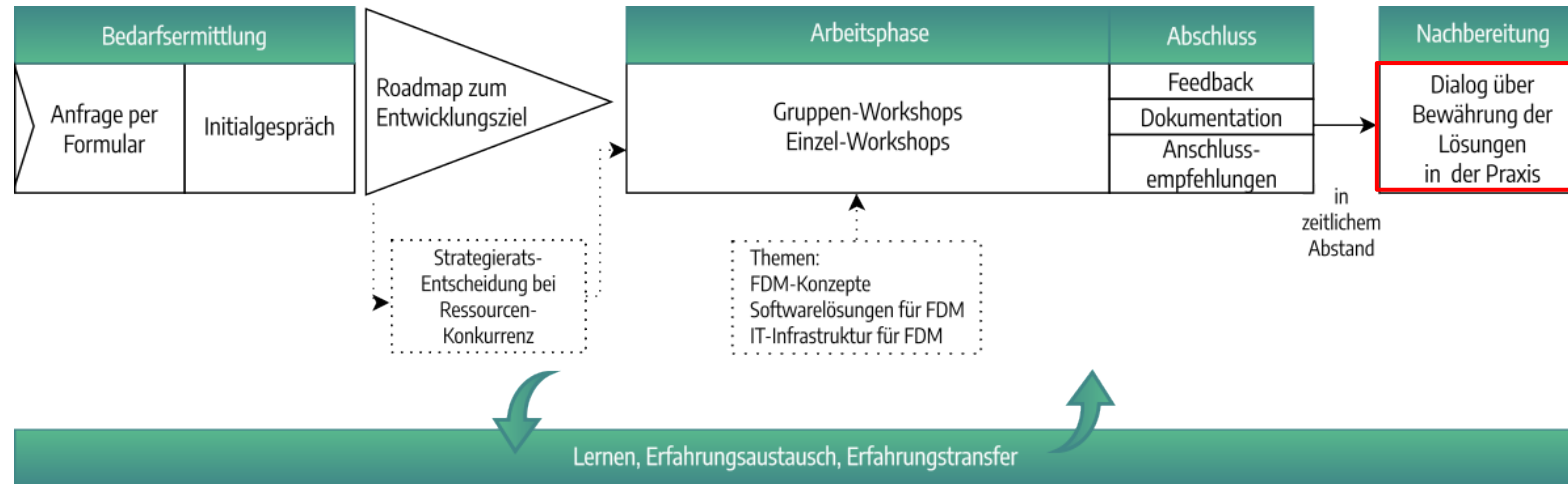 Bedarfsermittlung
Anfrage per
Formular
Initialgespräch
Roadmap zum
Entwicklungsziel
Strategierats-
Entscheidung bei
Ressourcen-
Konkurrenz
Arbeitsphase
Gruppen-Workshops
Einzel-Workshops
Themen:
FDM-Konzepte
Softwarelösungen für FDM
IT-Infrastruktur für FDM
Abschluss
Feedback
Dokumentation
Anschluss-
empfehlungen
in
zeitlichem
Abstand
Nachbereitung
Dialog über
Bewährung der
Lösungen
in der Praxis
Lernen, Erfahrungsaustausch, Erfahrungstransfer